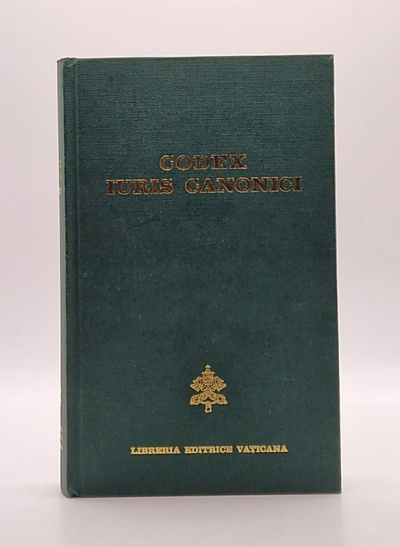 CODEX
IURIS CANONICI
LIBRERIA EDITRICE VATICANA